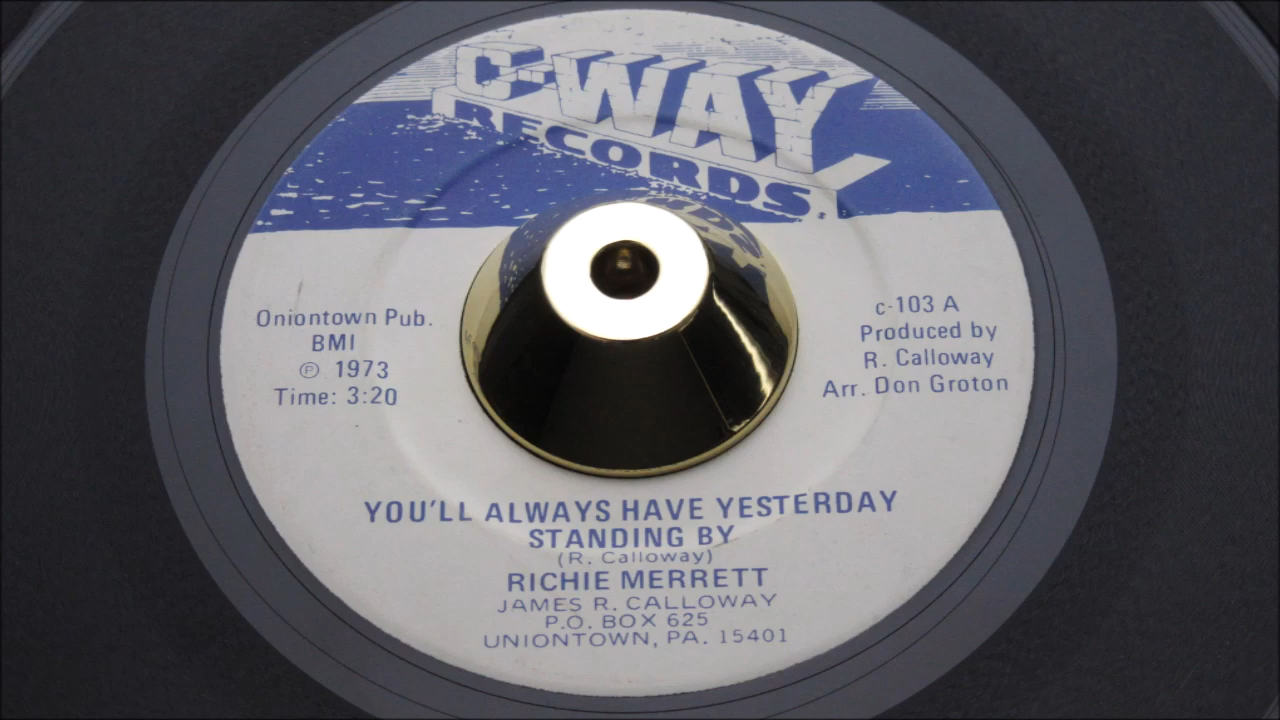 C-WAY
RECORDS
Oniontown Pub.
BMI
℗ 1973
Time: 3:20
c-103 A
Produced by
R. Calloway
Arr. Don Groton
YOU'LL ALWAYS HAVE YESTERDAY
STANDING BY
(R. Calloway)
RICHIE MERRETT
JAMES R. CALLOWAY
P.O. BOX 625
UNIONTOWN, PA. 15401